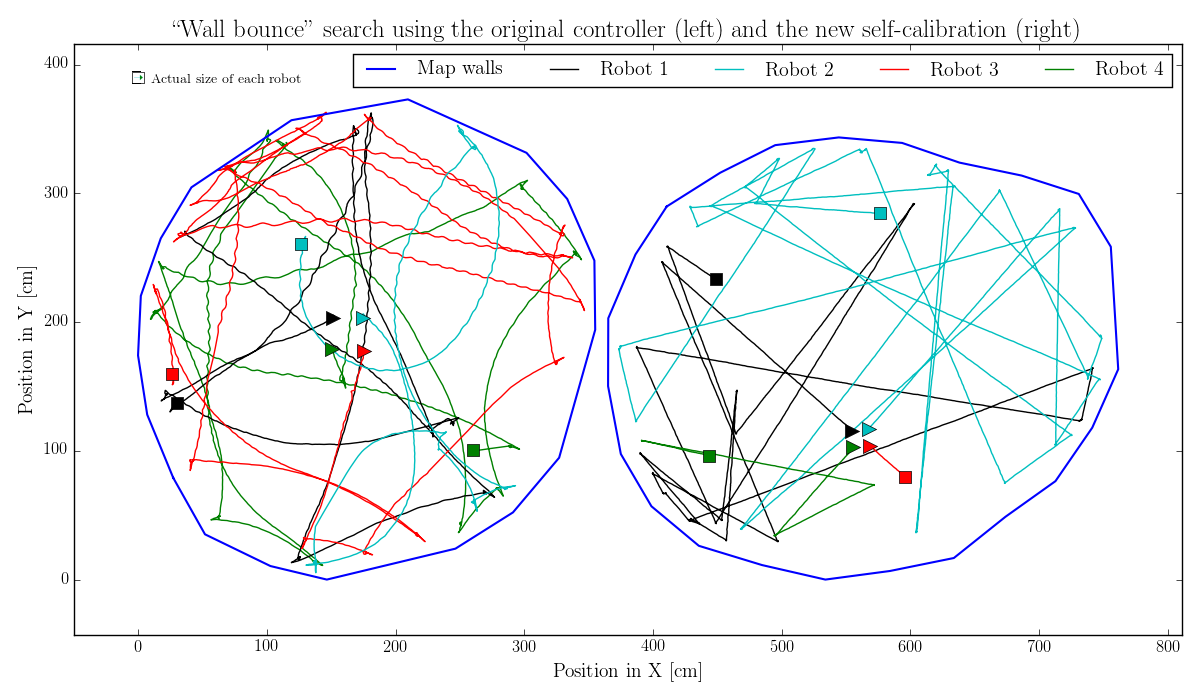 “Wall bounce” search using the original controller (left) and the new self-calibration (right)
Actual size of each robot
Map walls Robot 1 Robot 2 Robot 3 Robot 4
Position in Y [cm]
400
300
200
100
0
0 100 200 300 400 500 600 700 800
Position in X [cm]